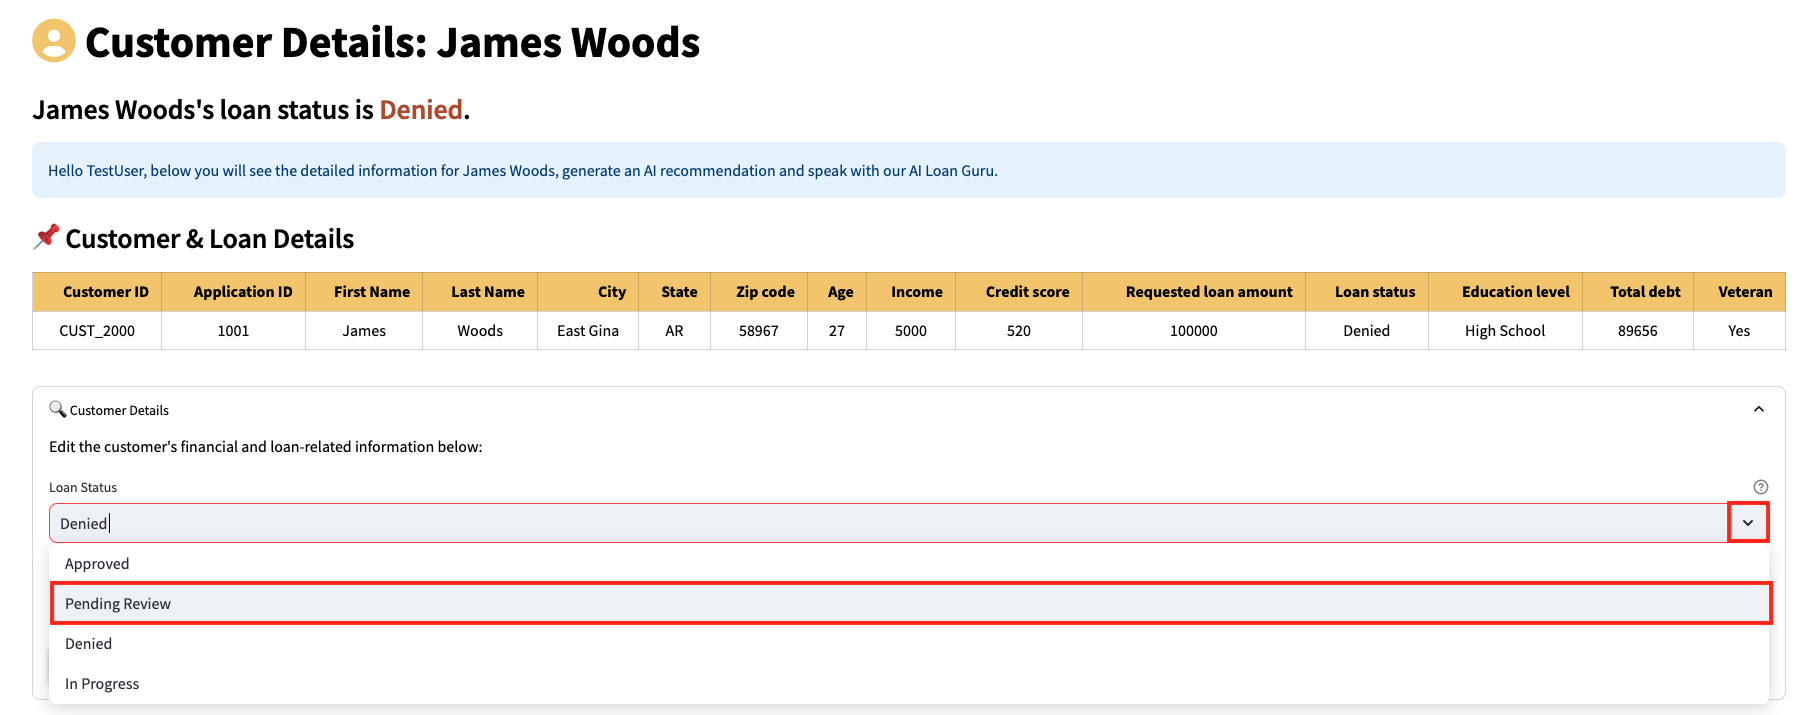 Customer Details: James Woods
James Woods's loan status is Denied.
Hello TestUser, below you will see the detailed information for James Woods, generate an AI recommendation and speak with our AI Loan Guru.
Customer & Loan Details
Customer ID Application ID First Name Last Name City State Zip code Age Income Credit score Requested loan amount Loan status Education level Total debt Veteran
CUST_2000 1001 James Woods East Gina AR 58967 27 5000 520 100000 Denied High School 89656 Yes
Customer Details
Edit the customer's financial and loan-related information below:
Loan Status
Denied
Approved
Pending Review
Denied
In Progress